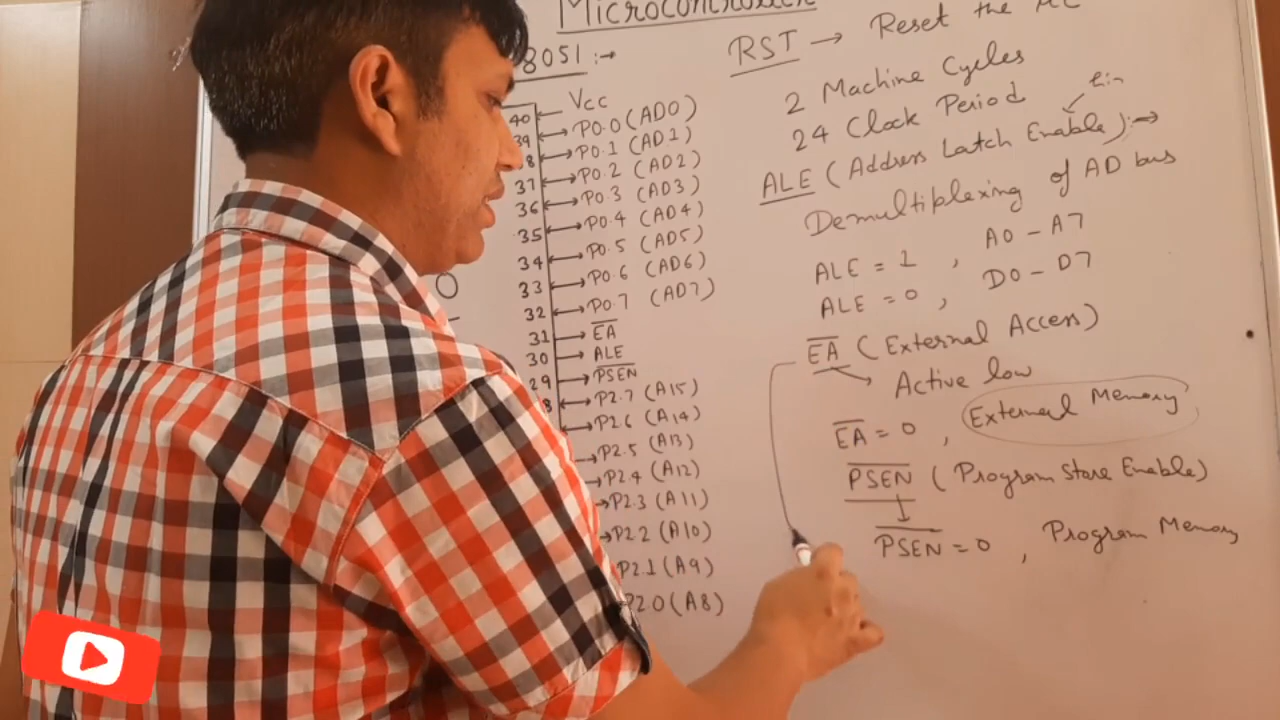 Microcontroller
8051 :→
40 Vcc
39 P0.0 (AD0)
8 P0.1 (AD1)
37 P0.2 (AD2)
36 P0.3 (AD3)
35 P0.4 (AD4)
34 P0.5 (AD5)
33 P0.6 (AD6)
32 P0.7 (AD7)
31 EA
30 ALE
29 PSEN
8 P2.7 (A15)
P2.6 (A14)
P2.5 (A13)
P2.4 (A12)
P2.3 (A11)
P2.2 (A10)
P2.1 (A9)
P2.0 (A8)
RST → Reset the μc
2 Machine Cycles
24 Clock Period
ALE (Address Latch Enable) :→
Demultiplexing of AD bus
ALE = 1 , A0 - A7
ALE = 0 , D0 - D7
EA (External Access)
Active low
EA = 0 , External Memory
PSEN (Program Store Enable)
PSEN = 0 , Program Memory